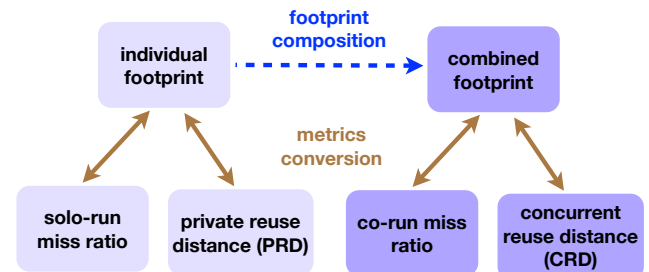 footprint
composition
individual
footprint
combined
footprint
metrics
conversion
solo-run
miss ratio
private reuse
distance (PRD)
co-run miss
ratio
concurrent
reuse distance
(CRD)